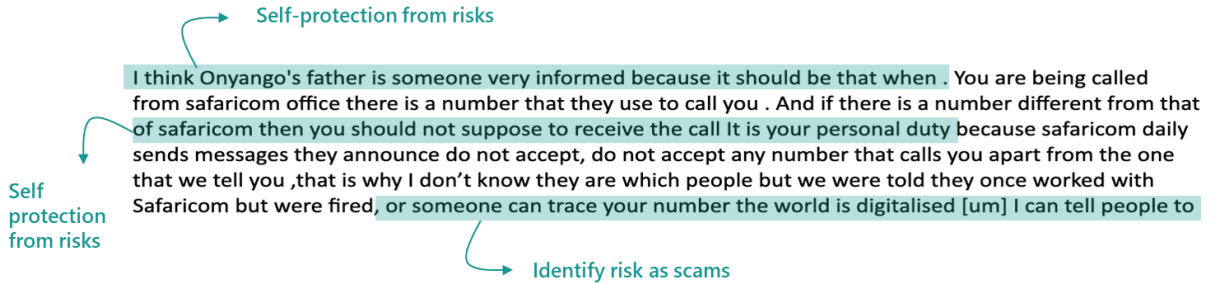 Self-protection from risks
I think Onyango's father is someone very informed because it should be that when . You are being called
from safaricom office there is a number that they use to call you . And if there is a number different from that
of safaricom then you should not suppose to receive the call It is your personal duty because safaricom daily
sends messages they announce do not accept, do not accept any number that calls you apart from the one
that we tell you ,that is why I don’t know they are which people but we were told they once worked with
Safaricom but were fired, or someone can trace your number the world is digitalised [um] I can tell people to
Self
protection
from risks
Identify risk as scams